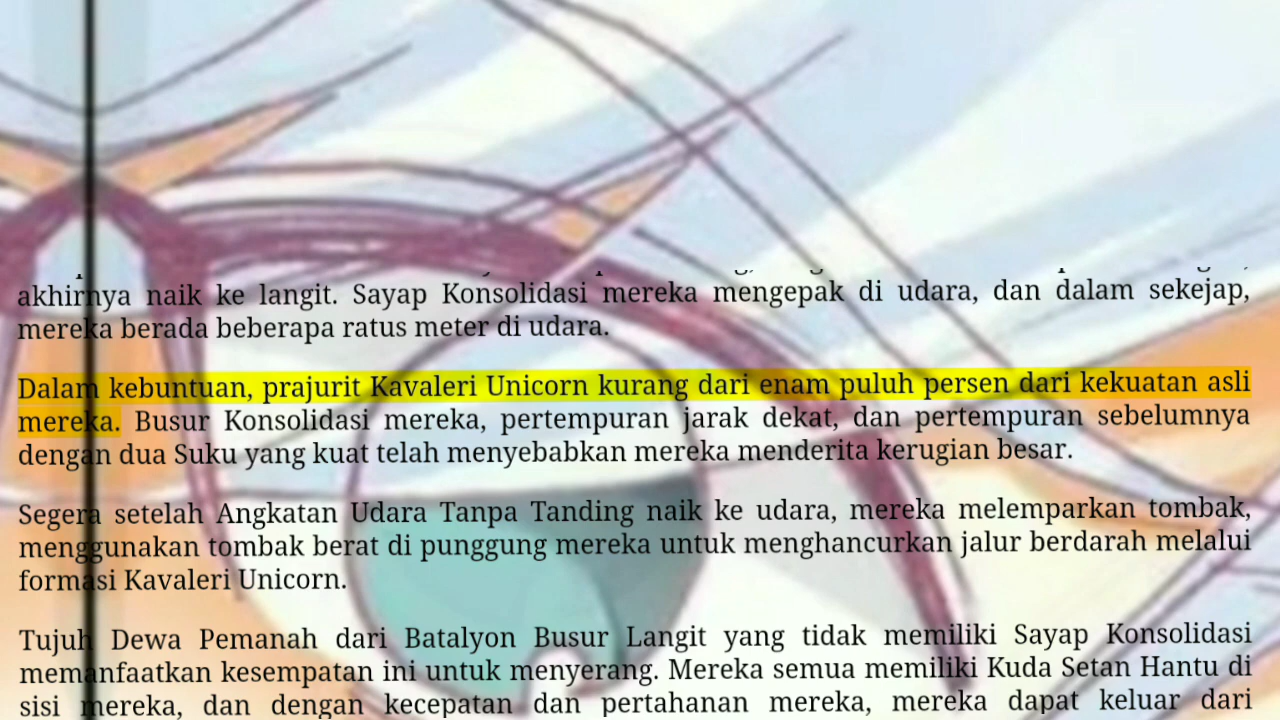 akhirnya naik ke langit. Sayap Konsolidasi mereka mengepak di udara, dan dalam sekejap,
mereka berada beberapa ratus meter di udara.
Dalam kebuntuan, prajurit Kavaleri Unicorn kurang dari enam puluh persen dari kekuatan asli
mereka. Busur Konsolidasi mereka, pertempuran jarak dekat, dan pertempuran sebelumnya
dengan dua Suku yang kuat telah menyebabkan mereka menderita kerugian besar.
Segera setelah Angkatan Udara Tanpa Tanding naik ke udara, mereka melemparkan tombak,
menggunakan tombak berat di punggung mereka untuk menghancurkan jalur berdarah melalui
formasi Kavaleri Unicorn.
Tujuh Dewa Pemanah dari Batalyon Busur Langit yang tidak memiliki Sayap Konsolidasi
memanfaatkan kesempatan ini untuk menyerang. Mereka semua memiliki Kuda Setan Hantu di
sisi mereka, dan dengan kecepatan dan pertahanan mereka, mereka dapat keluar dari